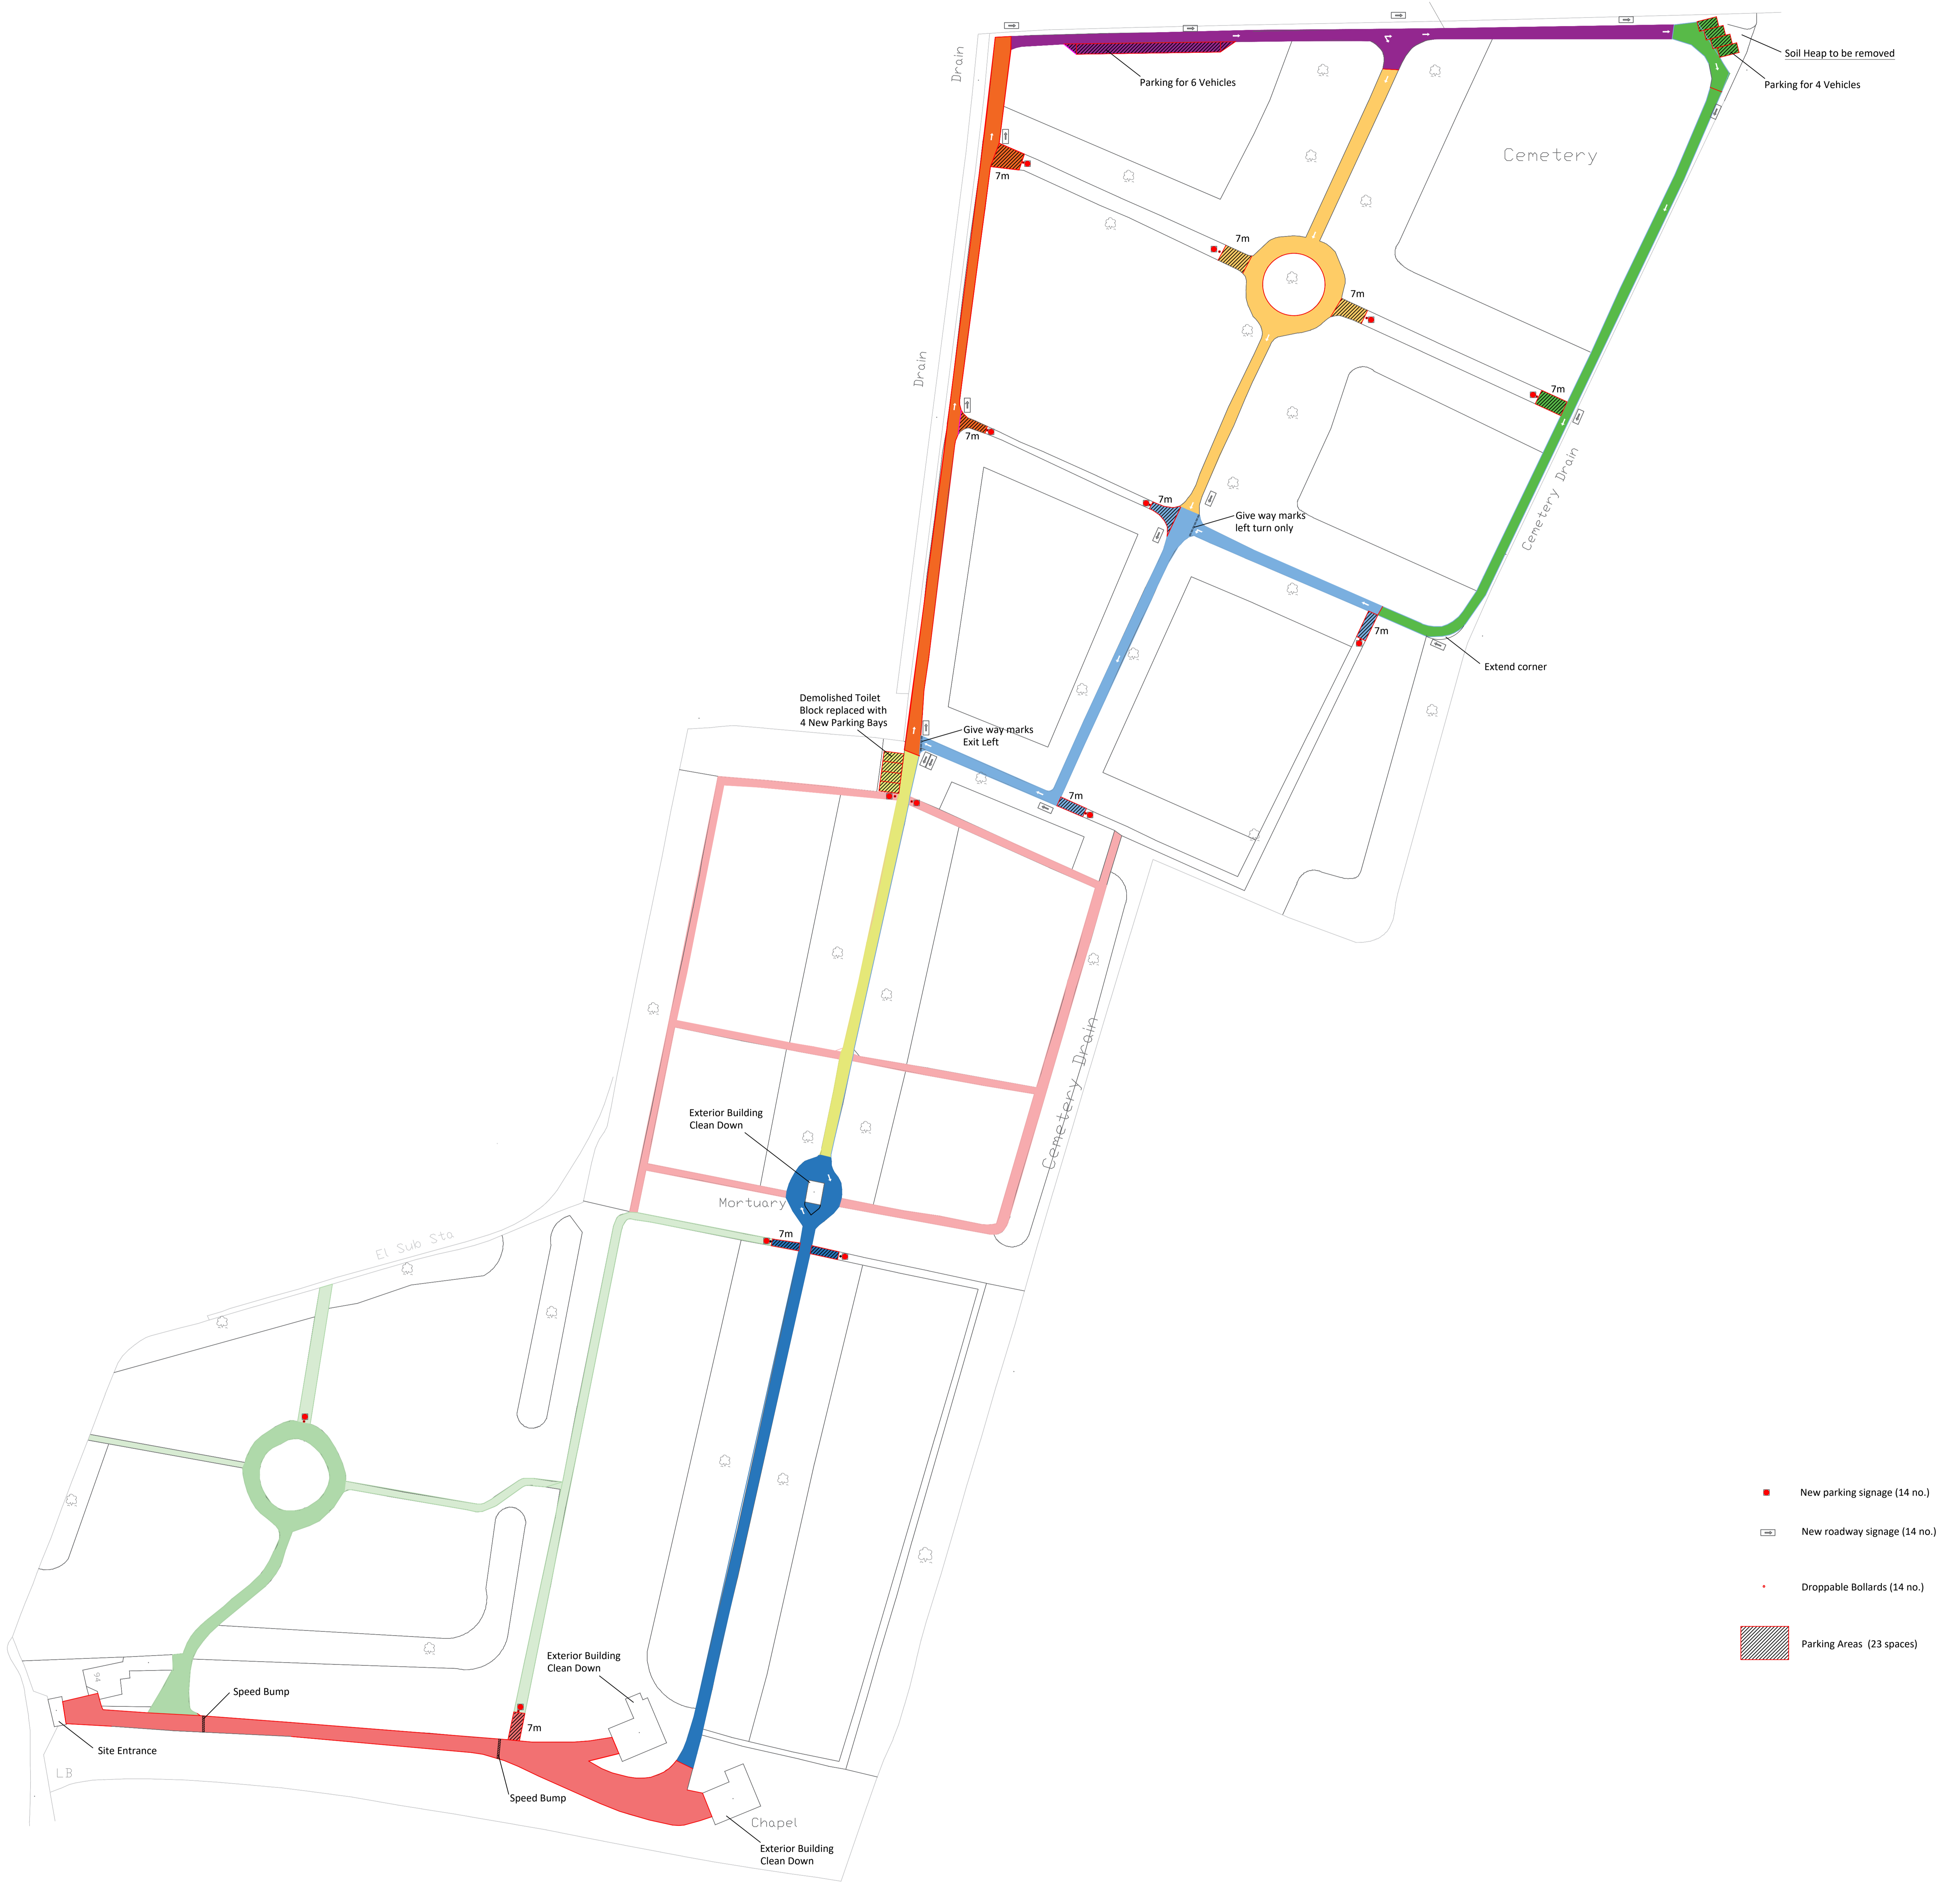 Drain
Soil Heap to be removed
Parking for 6 Vehicles
Parking for 4 Vehicles
Cemetery
7m
7m
7m
Drain
7m
7m
7m
Cemetery Drain
Give way marks
left turn only
7m
Extend corner
Demolished Toilet
Block replaced with
4 New Parking Bays
Give way marks
Exit Left
7m
Cemetery Drain
Exterior Building
Clean Down
Mortuary
7m
El Sub Sta
New parking signage (14 no.)
New roadway signage (14 no.)
Droppable Bollards (14 no.)
Parking Areas (23 spaces)
Exterior Building
Clean Down
94
Speed Bump
7m
Site Entrance
LB
Speed Bump
Chapel
Exterior Building
Clean Down